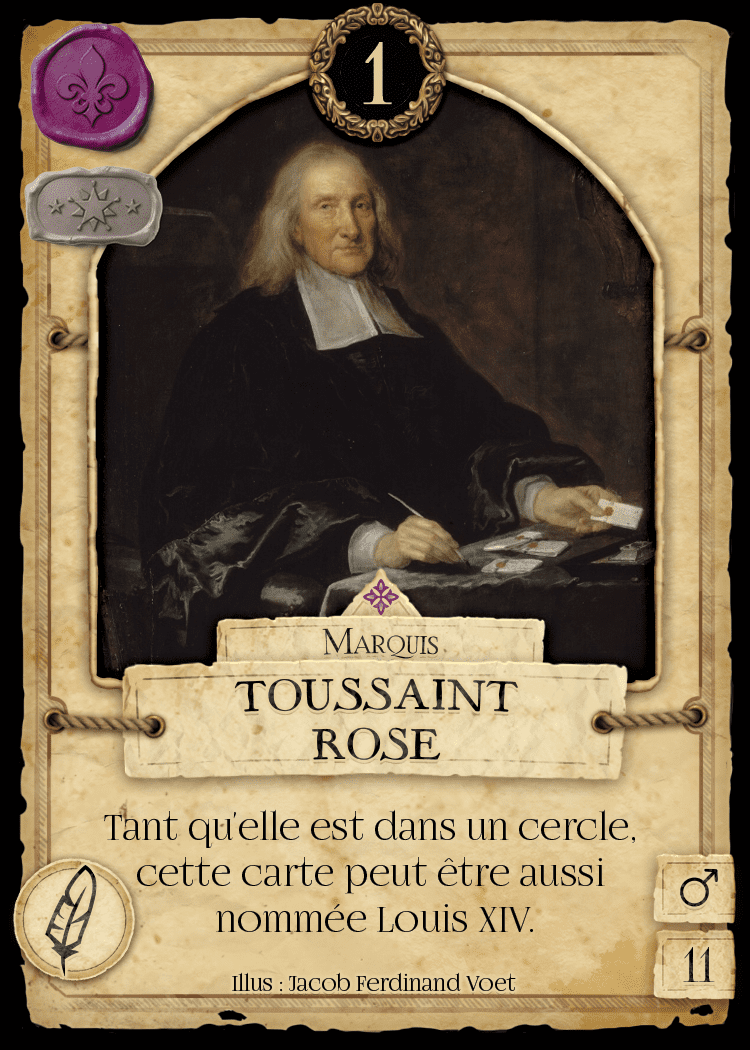 1
Marquis
TOUSSAINT
ROSE
Tant qu'elle est dans un cercle,
cette carte peut être aussi
nommée Louis XIV.
♂
11
Illus : Jacob Ferdinand Voet